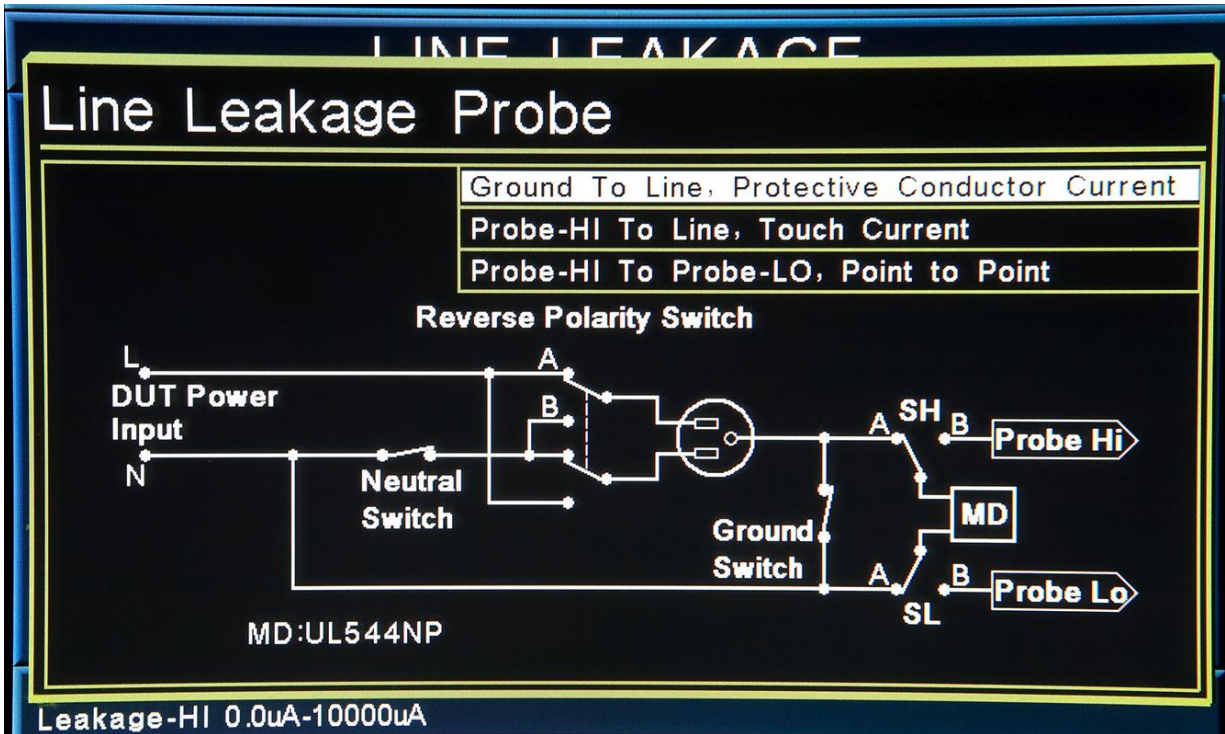 LINE LEAKAGE
Line Leakage Probe
Ground To Line, Protective Conductor Current
Probe-HI To Line, Touch Current
Probe-HI To Probe-LO, Point to Point
Reverse Polarity Switch
L
A
DUT Power
Input
B
A
SH
B
Probe Hi
N
Neutral
Switch
MD
Ground
Switch
A
B
Probe Lo
SL
MD:UL544NP
Leakage-HI 0.0uA-10000uA